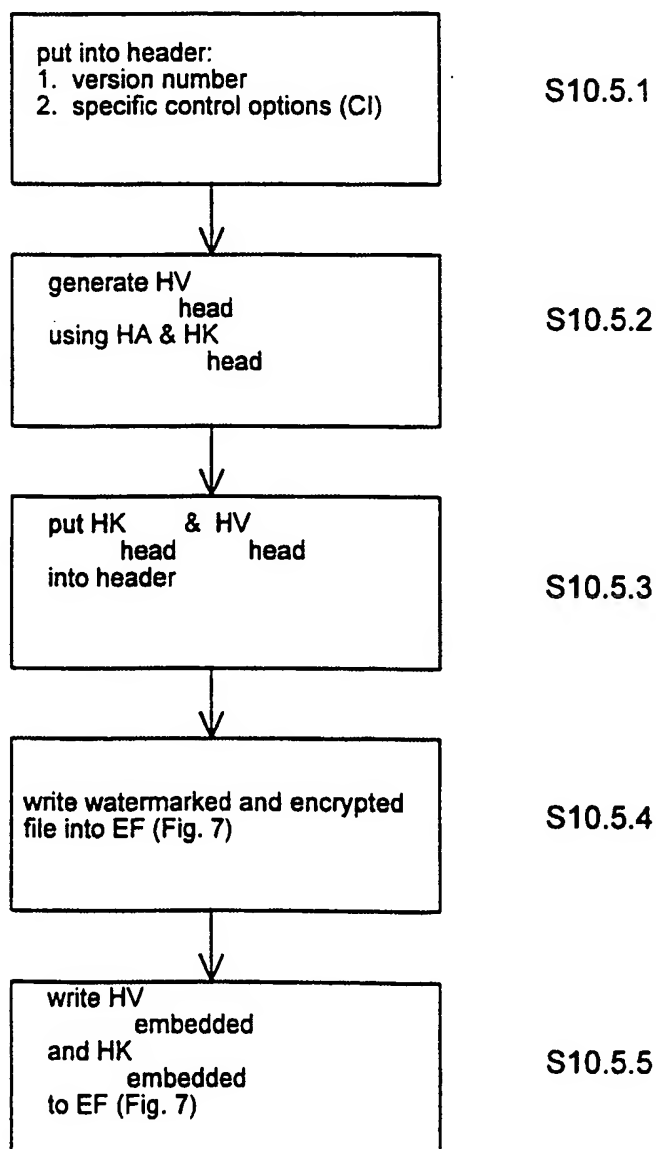 put into header:
1. version number
2. specific control options (CI)
S10.5.1
generate HV
head
using HA & HK
head
S10.5.2
put HK & HV
head head
into header
S10.5.3
write watermarked and encrypted
file into EF (Fig. 7)
S10.5.4
write HV
embedded
and HK
embedded
to EF (Fig. 7)
S10.5.5